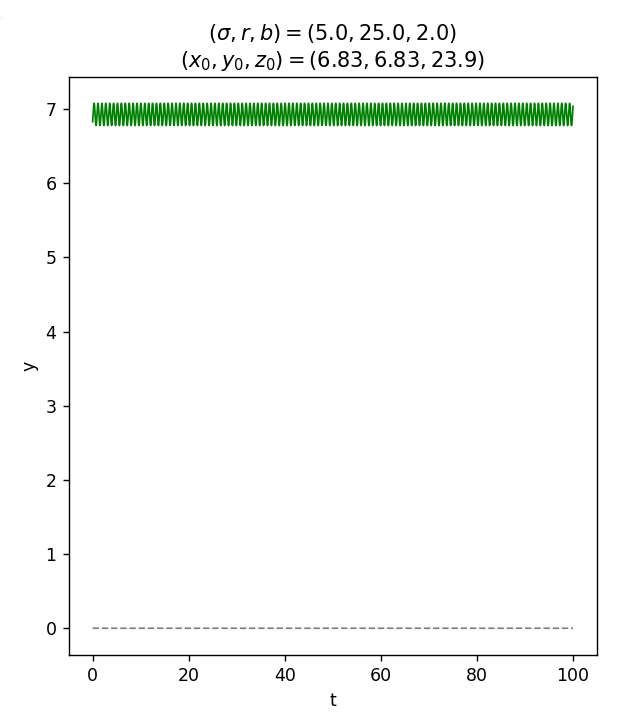 (σ, r, b) = (5.0, 25.0, 2.0)
(x₀, y₀, z₀) = (6.83, 6.83, 23.9)
7
6
5
4
3
2
1
0
y
0 20 40 60 80 100
t